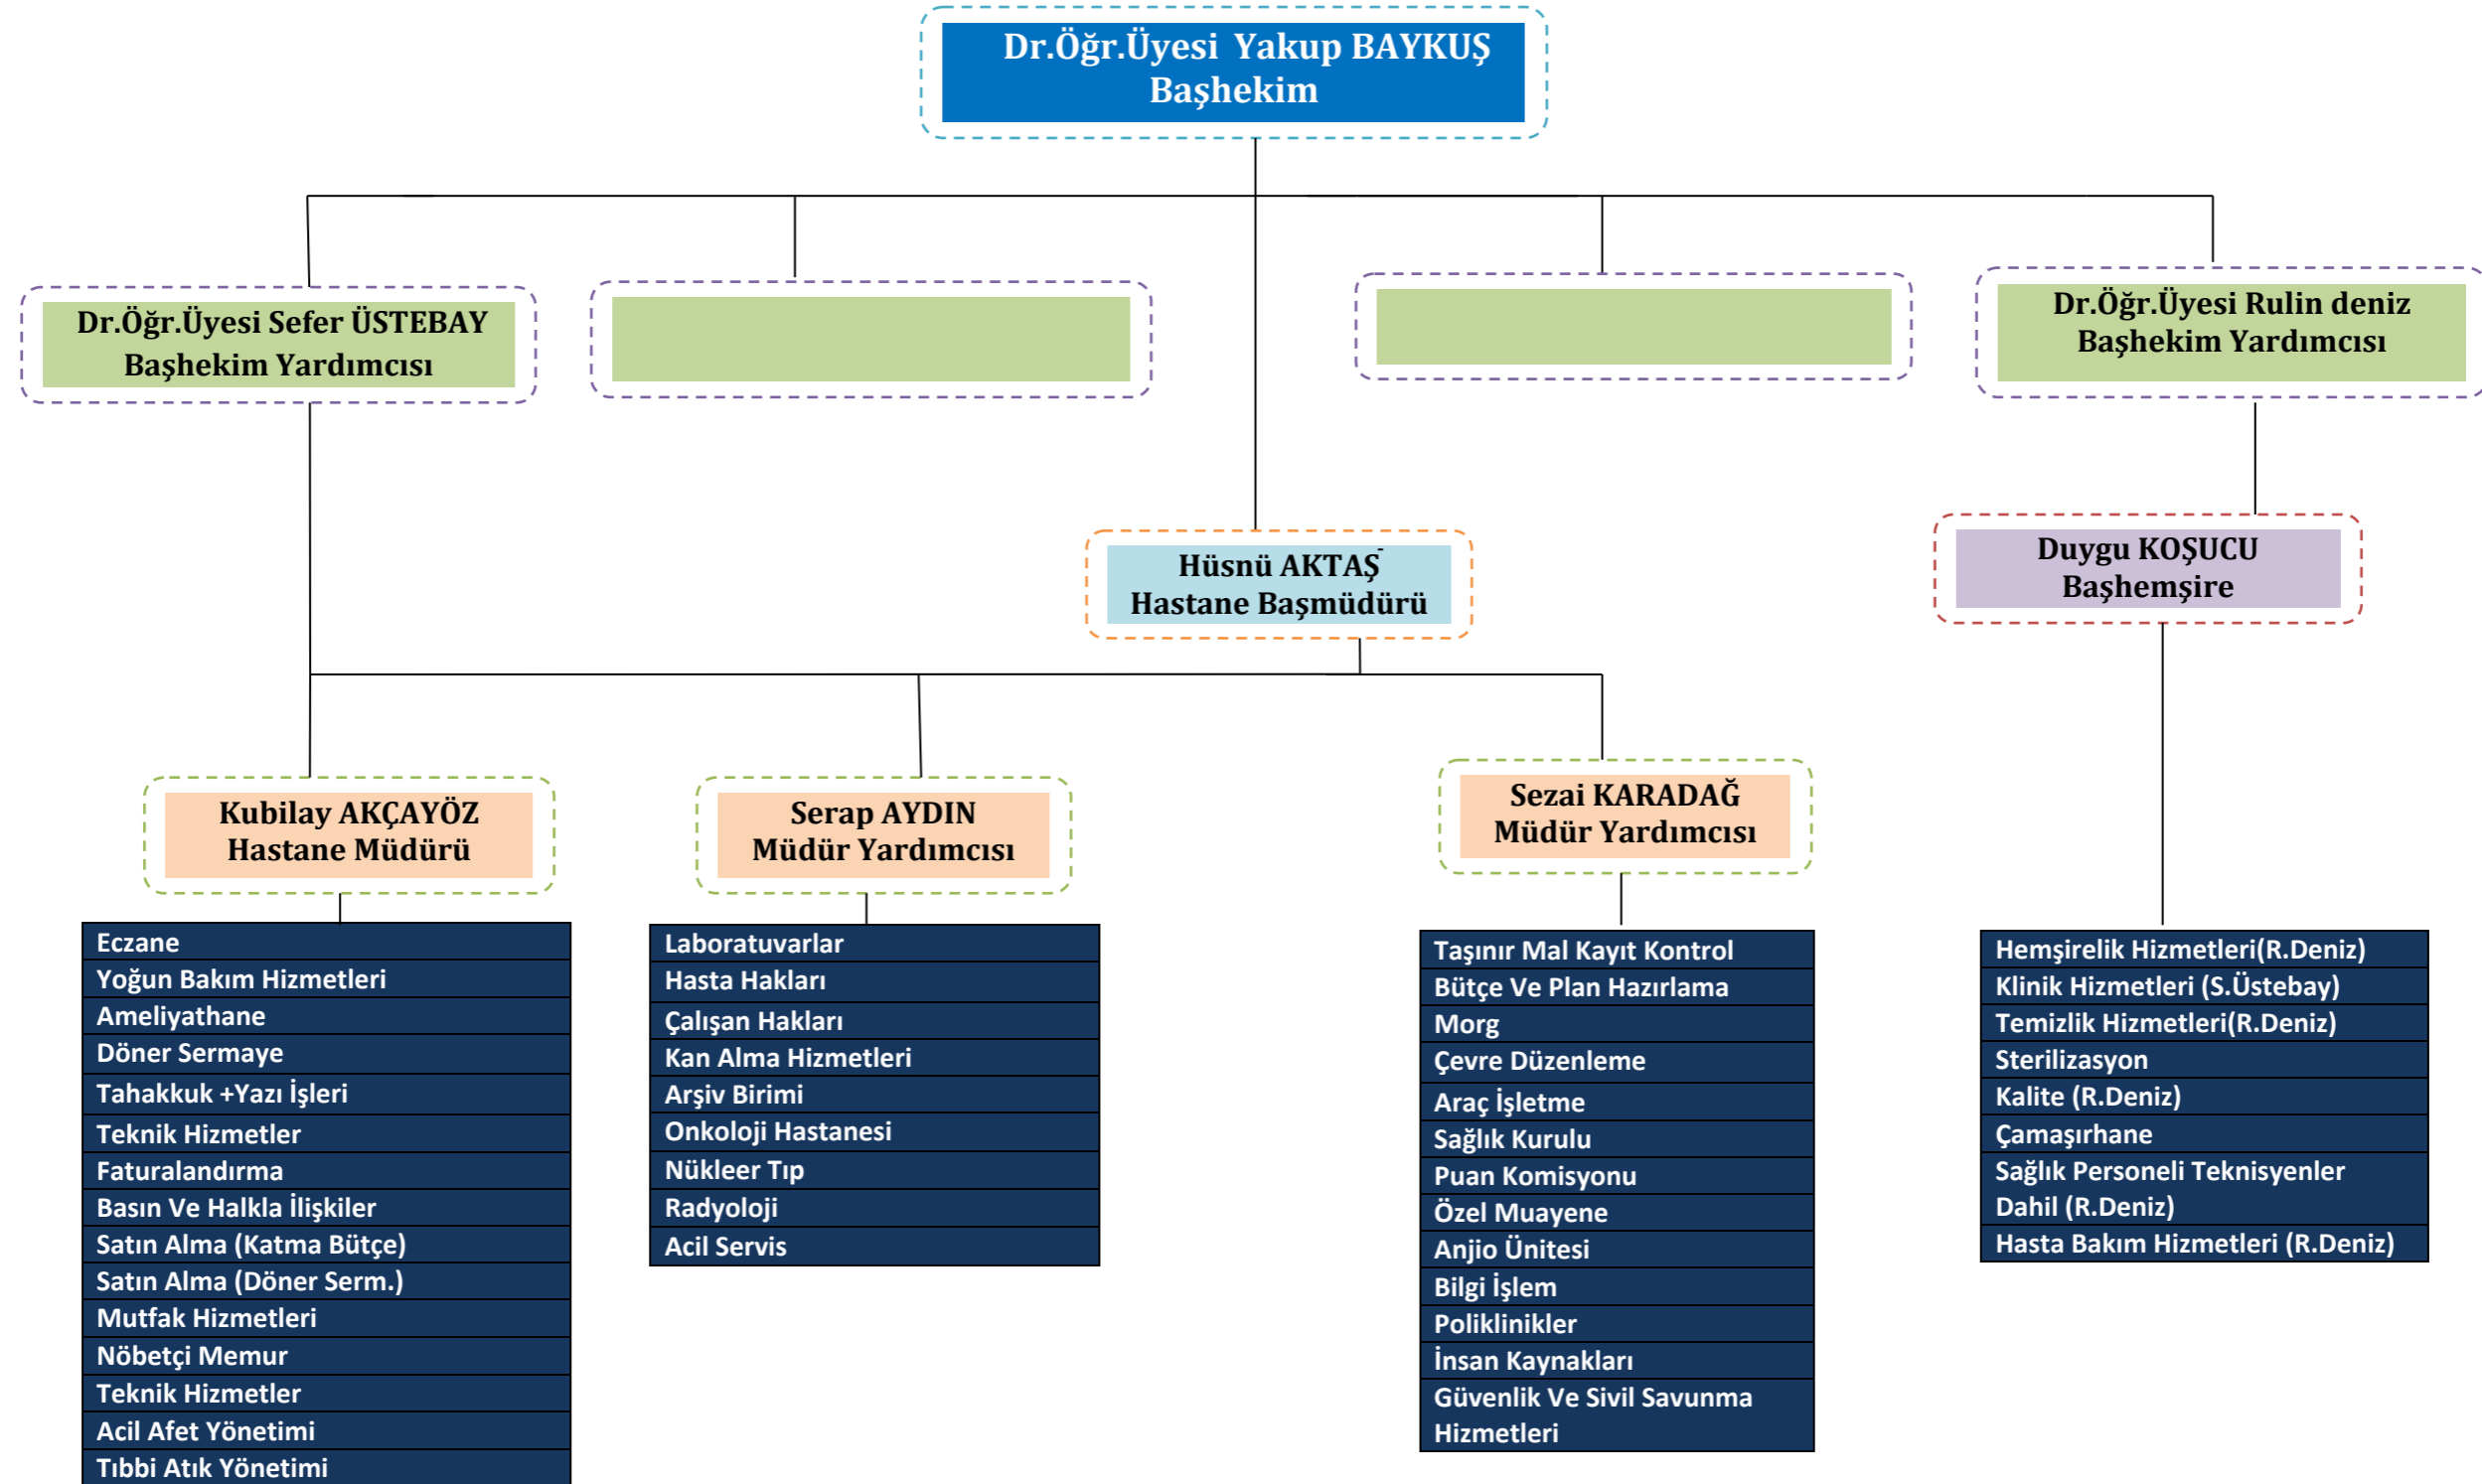 Dr.Öğr.Üyesi Yakup BAYKUŞ
Başhekim
Dr.Öğr.Üyesi Sefer ÜSTEBAY
Başhekim Yardımcısı
Dr.Öğr.Üyesi Rulin deniz
Başhekim Yardımcısı
Hüsnü AKTAŞ
Hastane Başmüdürü
Duygu KOŞUCU
Başhemşire
Kubilay AKÇAYÖZ
Hastane Müdürü
Serap AYDIN
Müdür Yardımcısı
Sezai KARADAĞ
Müdür Yardımcısı
Eczane
Yoğun Bakım Hizmetleri
Ameliyathane
Döner Sermaye
Tahakkuk +Yazı İşleri
Teknik Hizmetler
Faturalandırma
Basın Ve Halkla İlişkiler
Satın Alma (Katma Bütçe)
Satın Alma (Döner Serm.)
Mutfak Hizmetleri
Nöbetçi Memur
Teknik Hizmetler
Acil Afet Yönetimi
Tıbbi Atık Yönetimi
Laboratuvarlar
Hasta Hakları
Çalışan Hakları
Kan Alma Hizmetleri
Arşiv Birimi
Onkoloji Hastanesi
Nükleer Tıp
Radyoloji
Acil Servis
Taşınır Mal Kayıt Kontrol
Bütçe Ve Plan Hazırlama
Morg
Çevre Düzenleme
Araç İşletme
Sağlık Kurulu
Puan Komisyonu
Özel Muayene
Anjio Ünitesi
Bilgi İşlem
Poliklinikler
İnsan Kaynakları
Güvenlik Ve Sivil Savunma
Hizmetleri
Hemşirelik Hizmetleri(R.Deniz)
Klinik Hizmetleri (S.Üstebay)
Temizlik Hizmetleri(R.Deniz)
Sterilizasyon
Kalite (R.Deniz)
Çamaşırhane
Sağlık Personeli Teknisyenler
Dahil (R.Deniz)
Hasta Bakım Hizmetleri (R.Deniz)